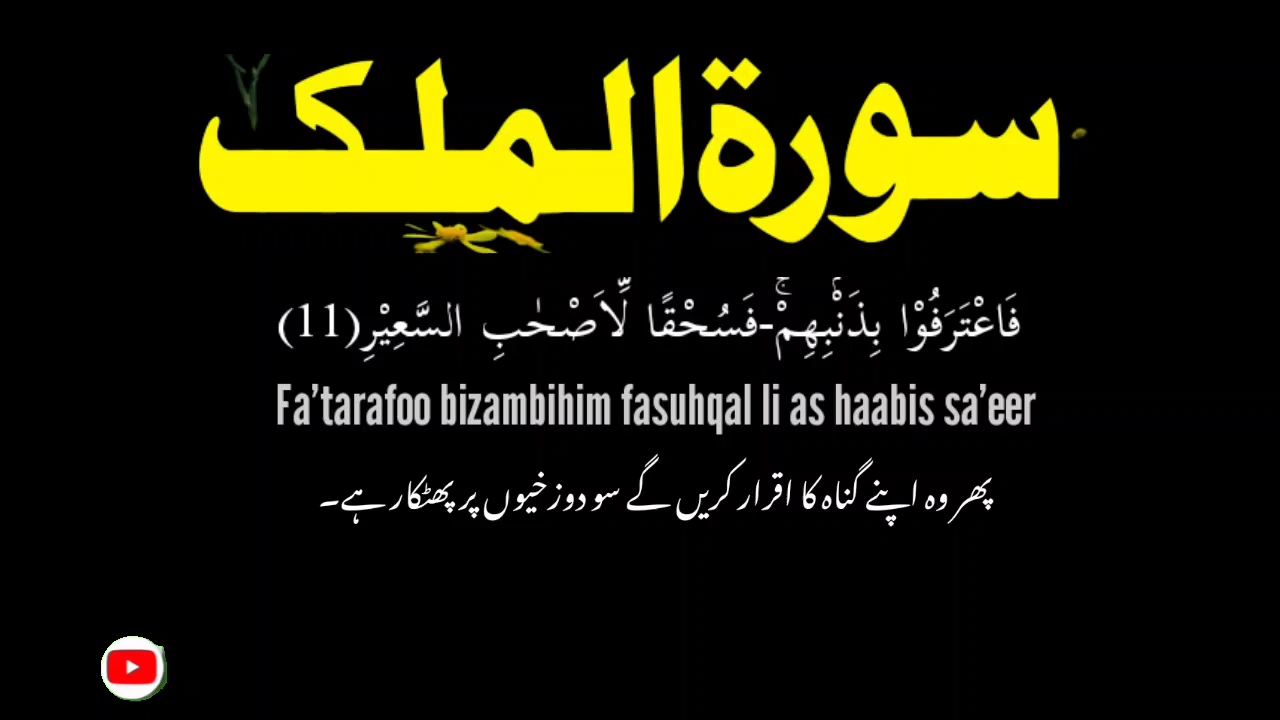 سورۃ الملک
فَاعْتَرَفُوْا بِذَنْۢبِهِمْۚ-فَسُحْقًا لِّاَصْحٰبِ السَّعِیْرِ(11)
Fa’tarafoo bizambihim fasuhqal li as haabis sa’eer
پھر وہ اپنے گناہ کا اقرار کریں گے سو دوزخیوں پر پھٹکار ہے۔